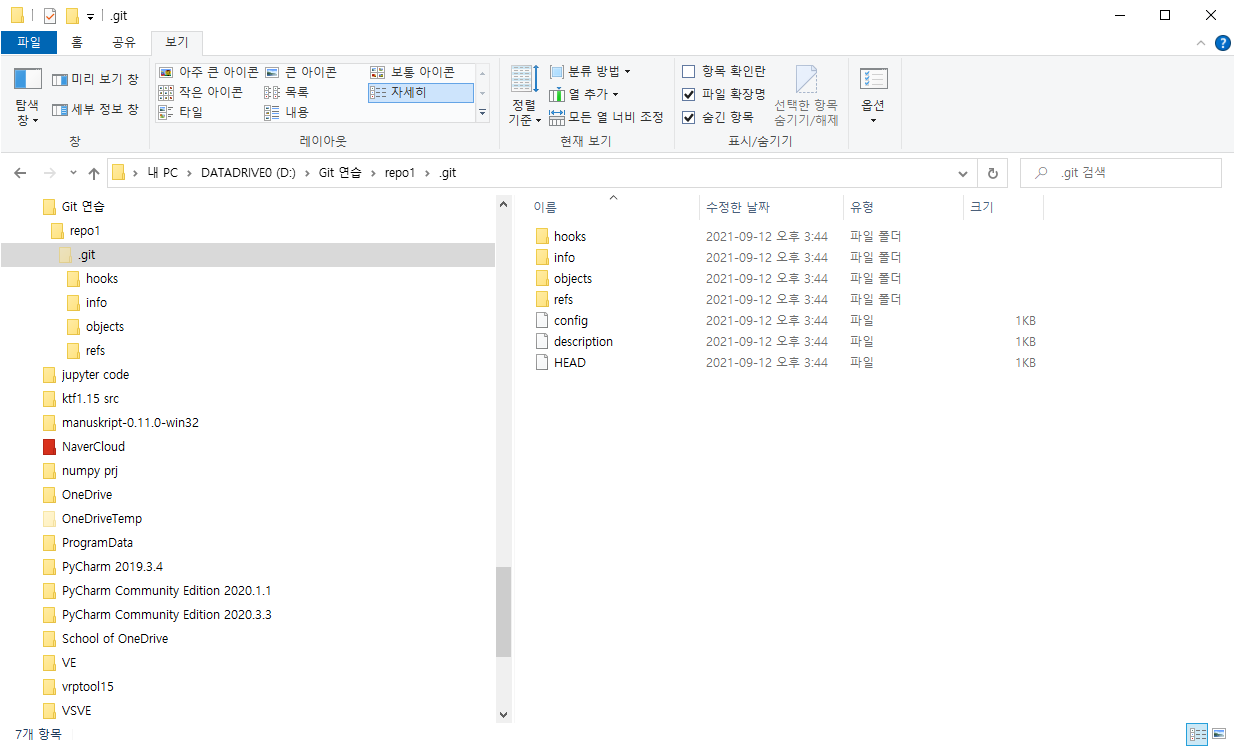 .git
파일 홈 공유 보기
탐색 창
미리 보기 창
세부 정보 창
창
아주 큰 아이콘 큰 아이콘 보통 아이콘
작은 아이콘 목록 자세히
타일 내용
레이아웃
정렬 기준
분류 방법
열 추가
모든 열 너비 조정
현재 보기
항목 확인란
파일 확장명
숨긴 항목
선택한 항목 숨기기/해제
표시/숨기기
옵션
내 PC > DATADRIVE0 (D:) > Git 연습 > repo1 > .git
.git 검색
Git 연습
repo1
.git
hooks
info
objects
refs
jupyter code
ktf1.15 src
manuskript-0.11.0-win32
NaverCloud
numpy prj
OneDrive
OneDriveTemp
ProgramData
PyCharm 2019.3.4
PyCharm Community Edition 2020.1.1
PyCharm Community Edition 2020.3.3
School of OneDrive
VE
vrptool15
VSVE
이름 수정한 날짜 유형 크기
hooks 2021-09-12 오후 3:44 파일 폴더
info 2021-09-12 오후 3:44 파일 폴더
objects 2021-09-12 오후 3:44 파일 폴더
refs 2021-09-12 오후 3:44 파일 폴더
config 2021-09-12 오후 3:44 파일 1KB
description 2021-09-12 오후 3:44 파일 1KB
HEAD 2021-09-12 오후 3:44 파일 1KB
7개 항목